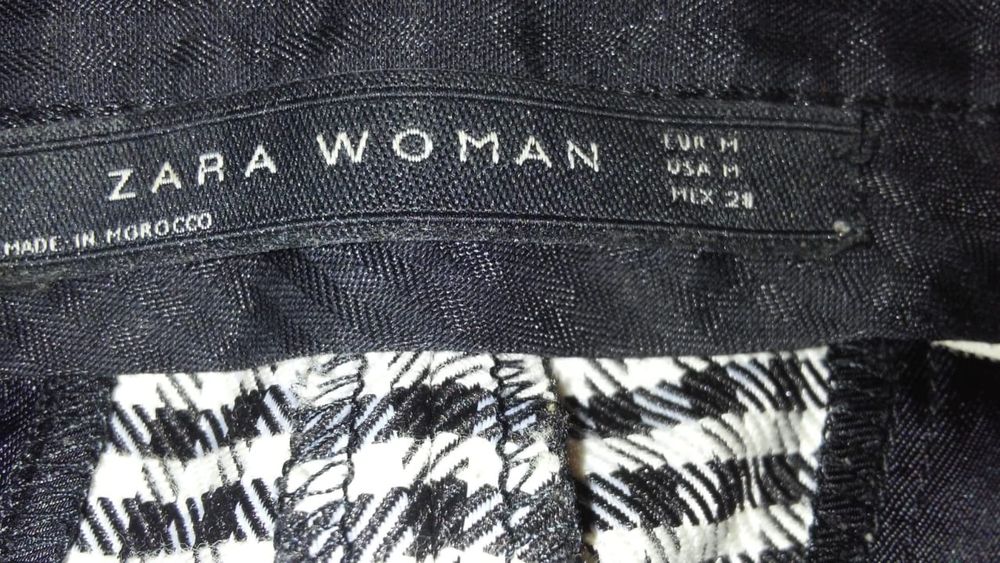 ZARA WOMAN
EUR M
USA M
MEX 28
MADE IN MOROCCO